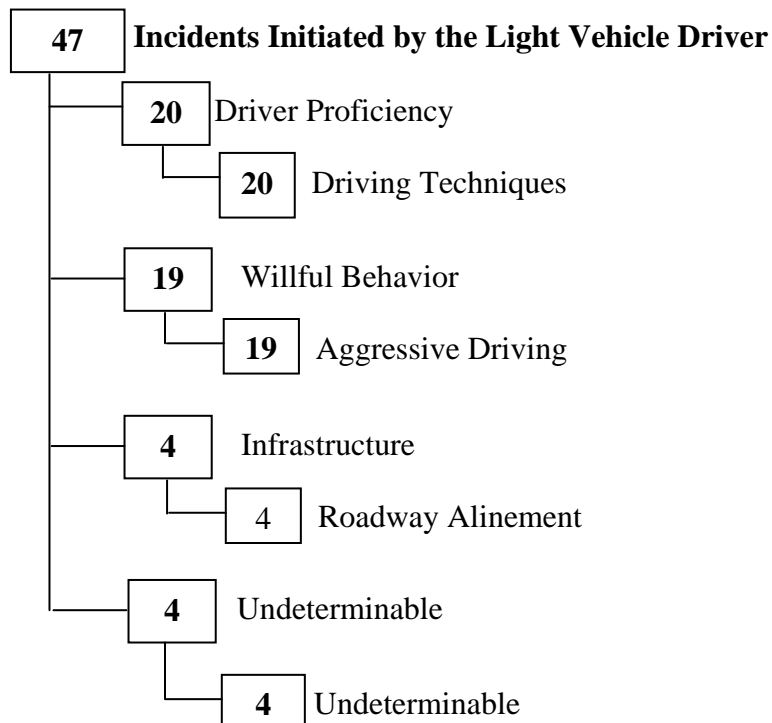 47 Incidents Initiated by the Light Vehicle Driver
20 Driver Proficiency
20 Driving Techniques
19 Willful Behavior
19 Aggressive Driving
4 Infrastructure
4 Roadway Alinement
4 Undeterminable
4 Undeterminable